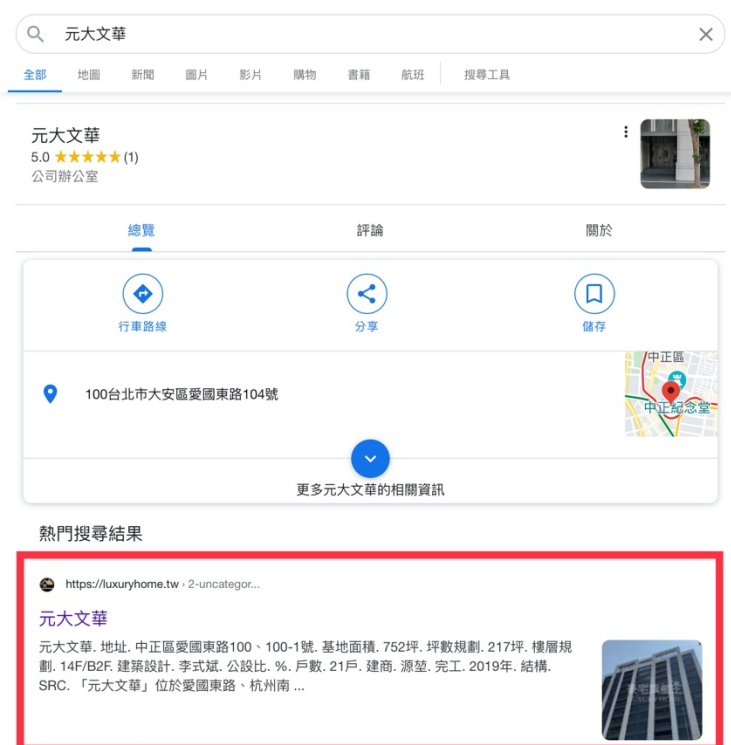 元大文華
全部 地圖 新聞 圖片 影片 購物 書籍 航班 搜尋工具
元大文華
5.0 ★★★★★ (1)
公司辦公室
總覽 評論 關於
行車路線 分享 儲存
中正區
100台北市大安區愛國東路104號
中正紀念堂
更多元大文華的相關資訊
熱門搜尋結果
https://luxuryhome.tw › 2-uncategor...
元大文華
元大文華. 地址. 中正區愛國東路100、100-1號. 基地面積. 752坪. 坪數規劃. 217坪. 樓層規
劃. 14F/B2F. 建築設計. 李式斌. 公設比. %. 戶數. 21戶. 建商. 源堃. 完工. 2019年. 結構.
SRC. 「元大文華」位於愛國東路、杭州南 ...